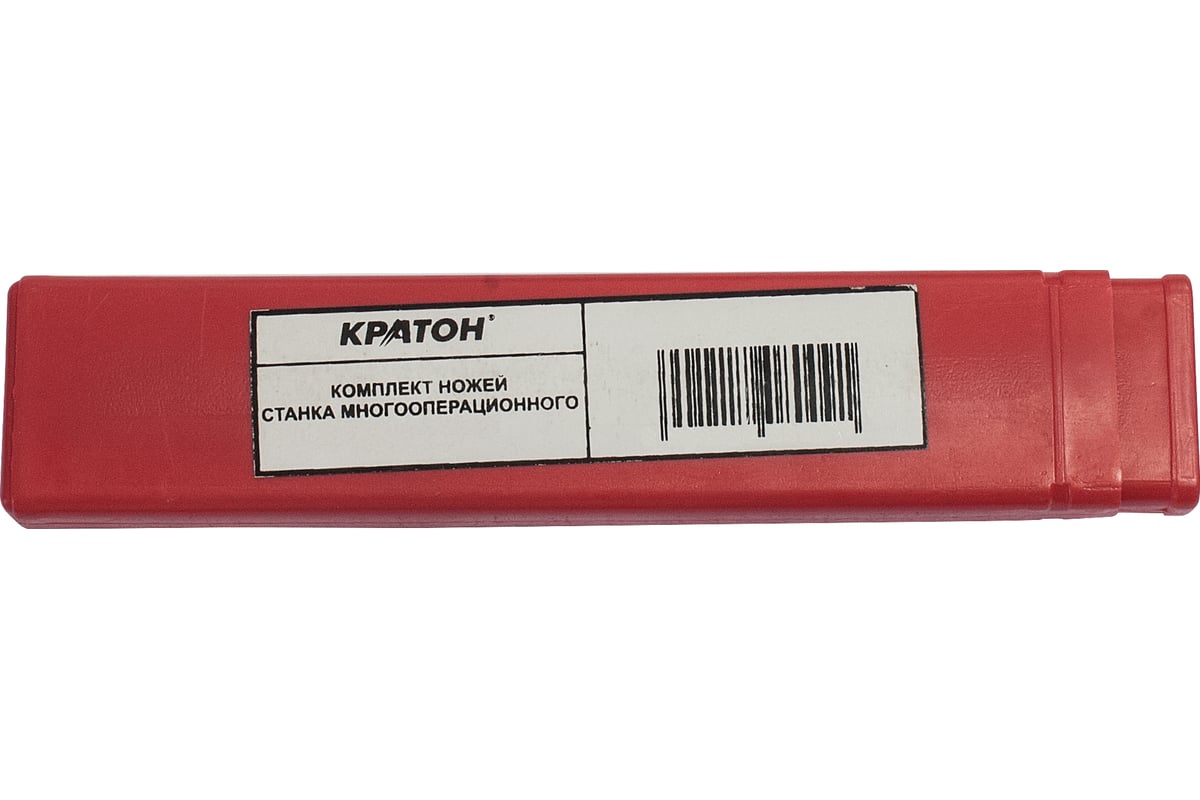 КРАТОН®
КОМПЛЕКТ НОЖЕЙ
СТАНКА МНОГООПЕРАЦИОННОГО